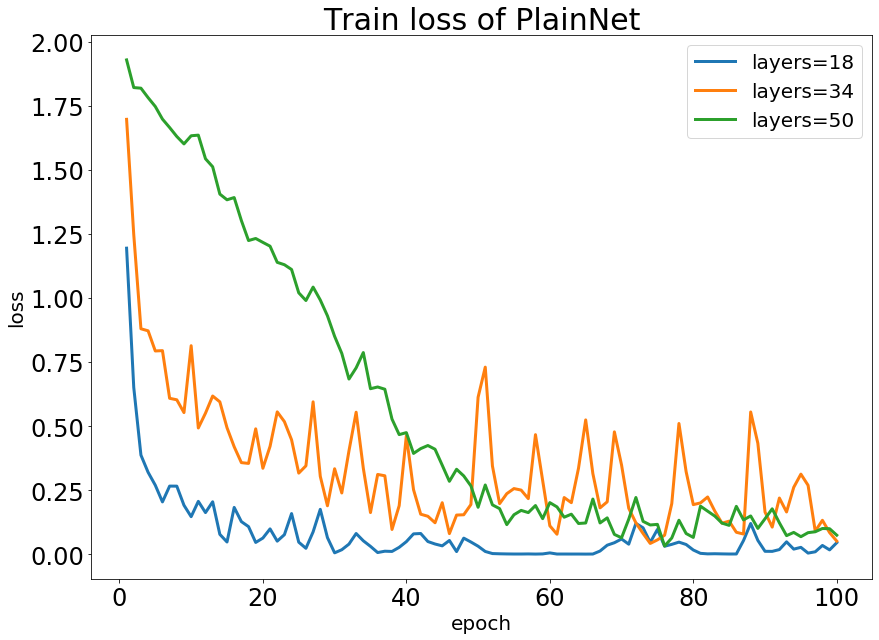 Train loss of PlainNet
2.00
1.75
1.50
1.25
1.00
0.75
0.50
0.25
0.00
loss
layers=18
layers=34
layers=50
0 20 40 60 80 100
epoch